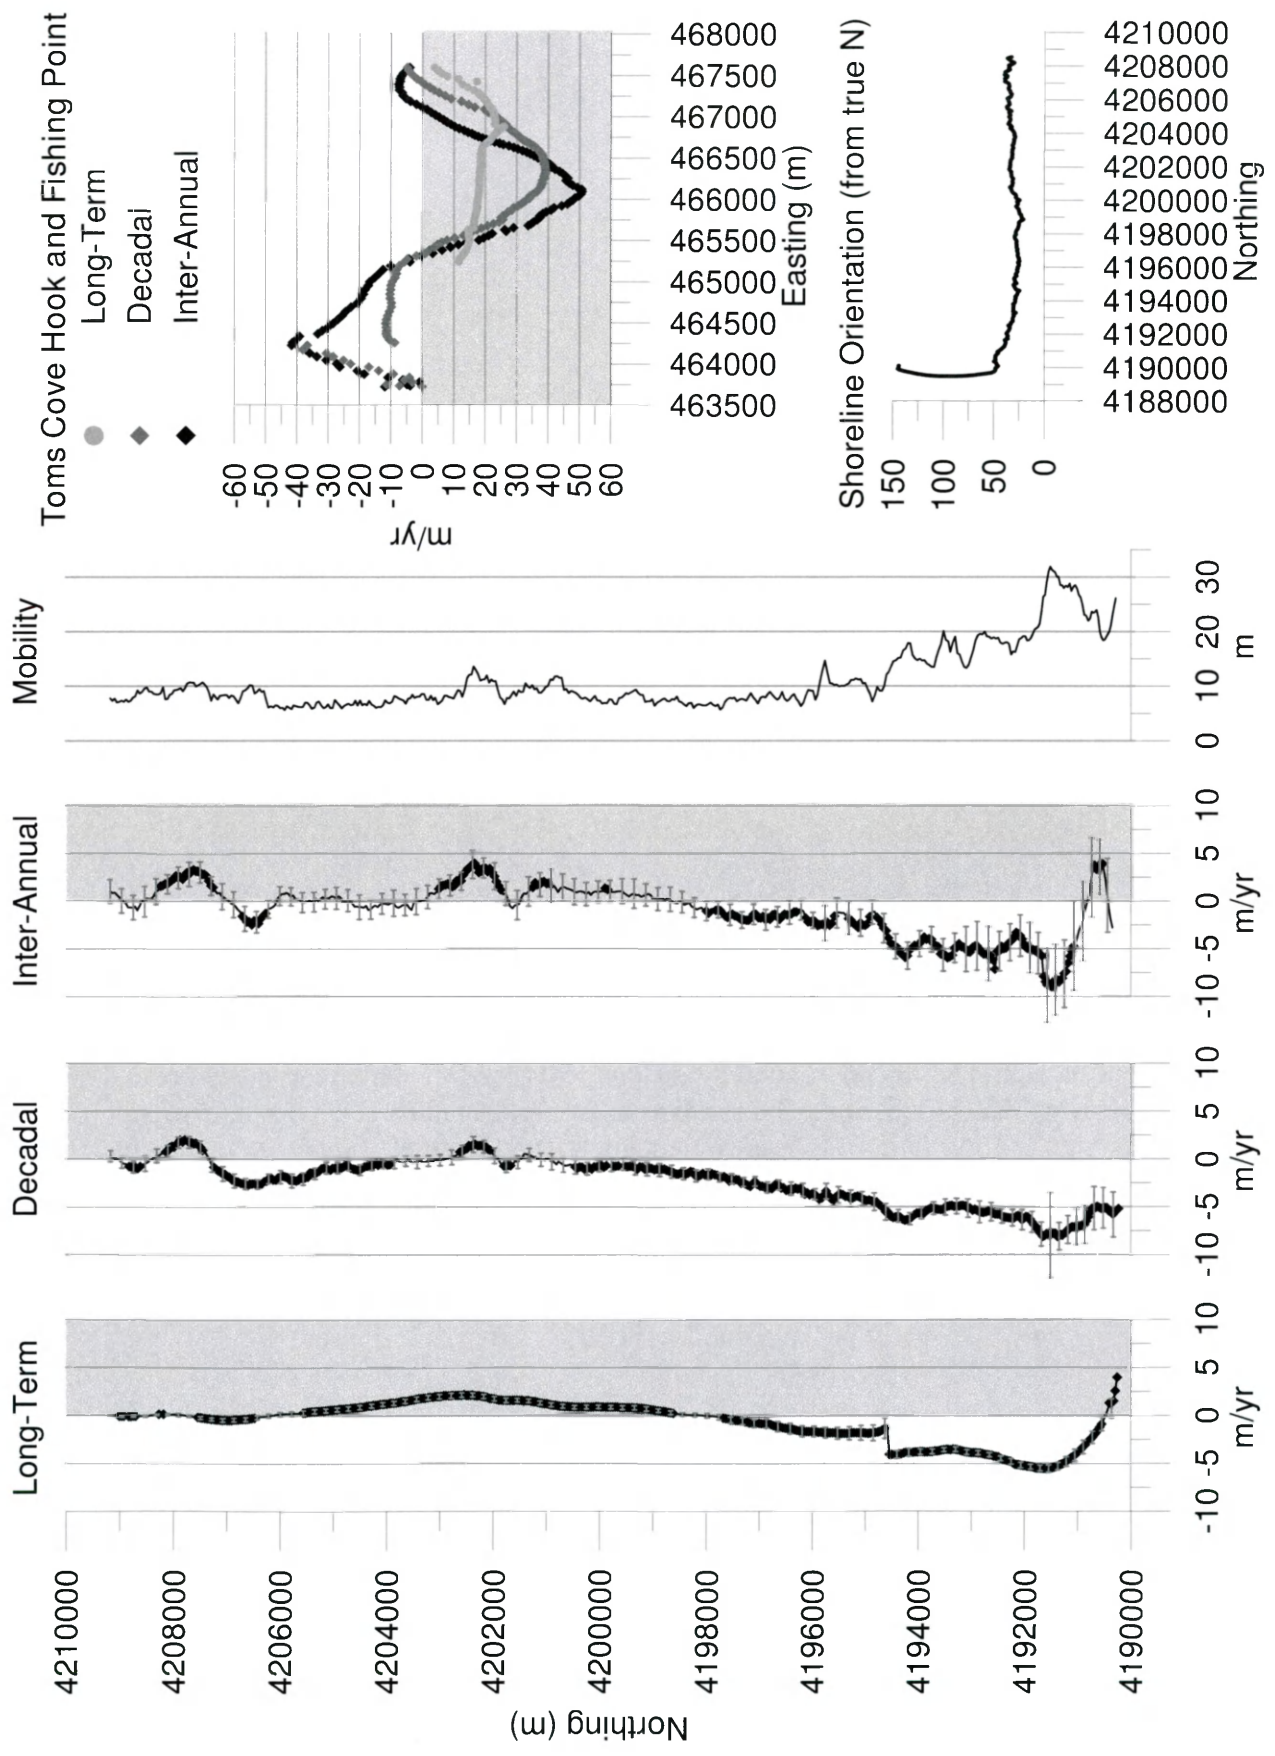 Long-Term
Decadal
Inter-Annual
Mobility
Northing (m)
4210000
4208000
4206000
4204000
4202000
4200000
4198000
4196000
4194000
4192000
4190000
-10 -5 0 5 10
m/yr
-10 -5 0 5 10
m/yr
-10 -5 0 5 10
m/yr
0 10 20 30
m
Toms Cove Hook and Fishing Point
Long-Term
Decadal
Inter-Annual
m/yr
-60
-50
-40
-30
-20
-10
0
10
20
30
40
50
60
463500
464000
464500
465000
465500
466000
466500
467000
467500
468000
Easting (m)
Shoreline Orientation (from true N)
150
100
50
0
4188000
4190000
4192000
4194000
4196000
4198000
4200000
4202000
4204000
4206000
4208000
4210000
Northing